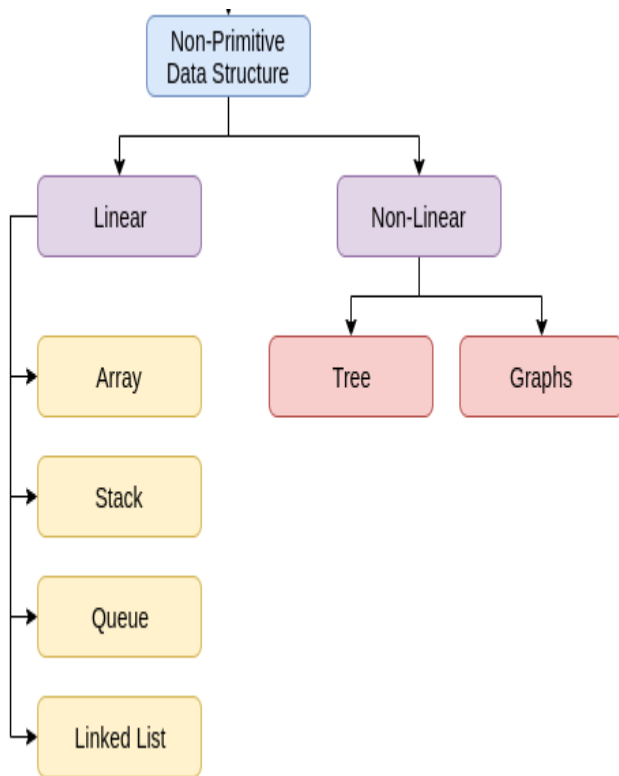 Non-Primitive
Data Structure
Linear
Non-Linear
Array
Tree
Graphs
Stack
Queue
Linked List